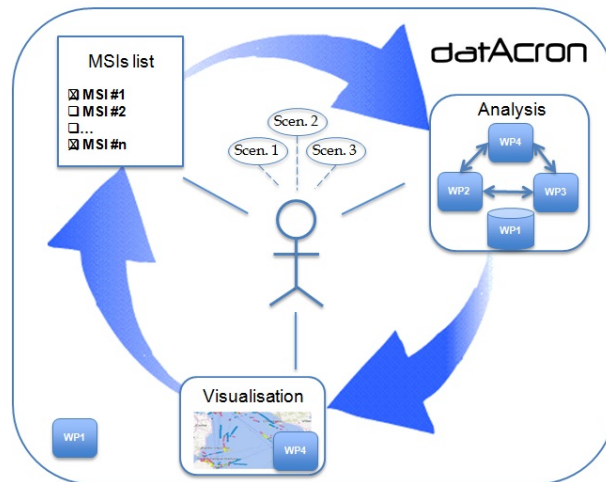 MSIs list
☒ MSI #1
☐ MSI #2
☐ ...
☒ MSI #n
datAcron
Scen. 1
Scen. 2
Scen. 3
Analysis
WP4
WP2
WP3
WP1
Visualisation
WP4
WP1